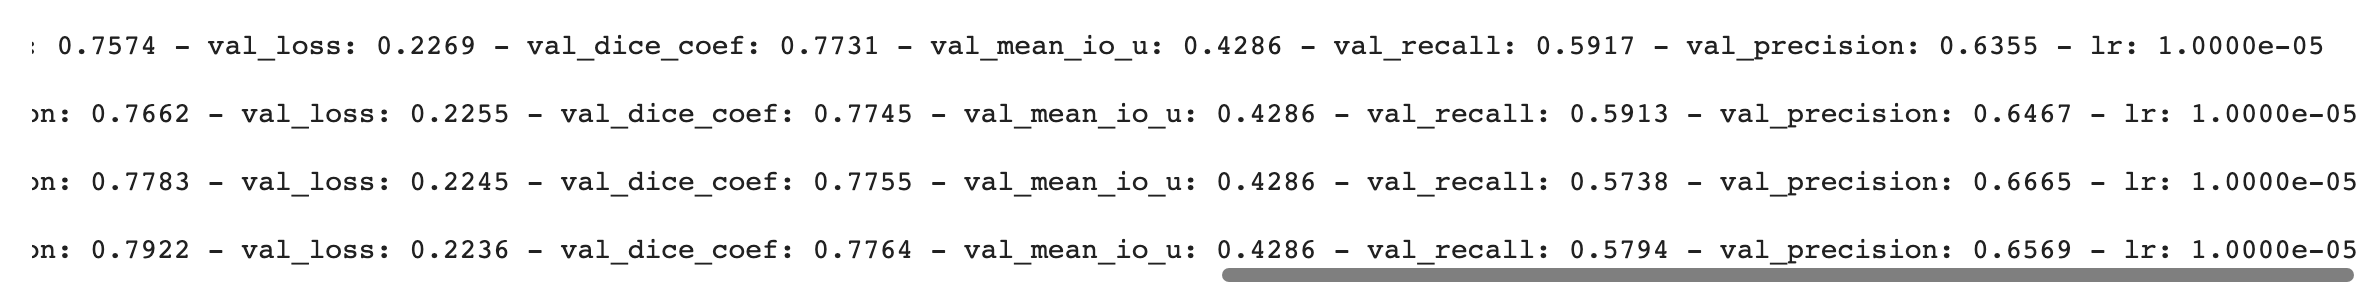 : 0.7574 - val_loss: 0.2269 - val_dice_coef: 0.7731 - val_mean_io_u: 0.4286 - val_recall: 0.5917 - val_precision: 0.6355 - lr: 1.0000e-05
on: 0.7662 - val_loss: 0.2255 - val_dice_coef: 0.7745 - val_mean_io_u: 0.4286 - val_recall: 0.5913 - val_precision: 0.6467 - lr: 1.0000e-05
on: 0.7783 - val_loss: 0.2245 - val_dice_coef: 0.7755 - val_mean_io_u: 0.4286 - val_recall: 0.5738 - val_precision: 0.6665 - lr: 1.0000e-05
on: 0.7922 - val_loss: 0.2236 - val_dice_coef: 0.7764 - val_mean_io_u: 0.4286 - val_recall: 0.5794 - val_precision: 0.6569 - lr: 1.0000e-05